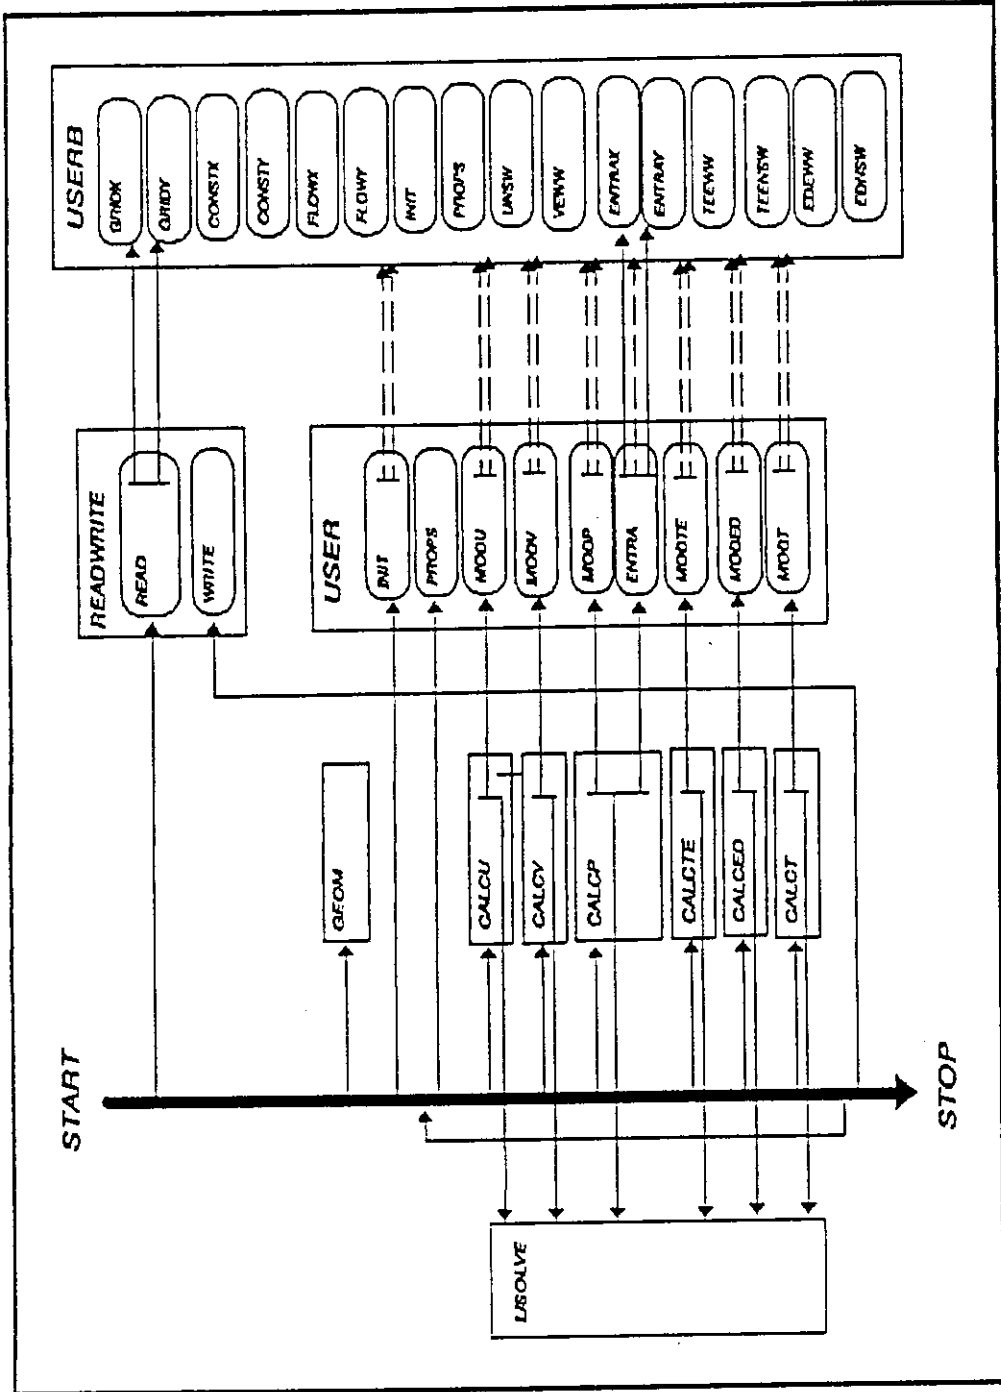 USERB
GRIDX
GRIDY
CONSTX
CONSTY
FLOWX
FLOWY
INIT
PROPS
UNSW
VEWW
ENTRAX
ENTRAY
TEEWW
TEENSW
EDEWW
EDNSW
READWRITE
READ
WRITE
USER
INIT
PROPS
MODU
MODV
MODP
ENTRA
MODTE
MODED
MODT
GEOM
CALCU
CALCV
CALCP
CALCTE
CALCED
CALCT
START
STOP
LISOLVE